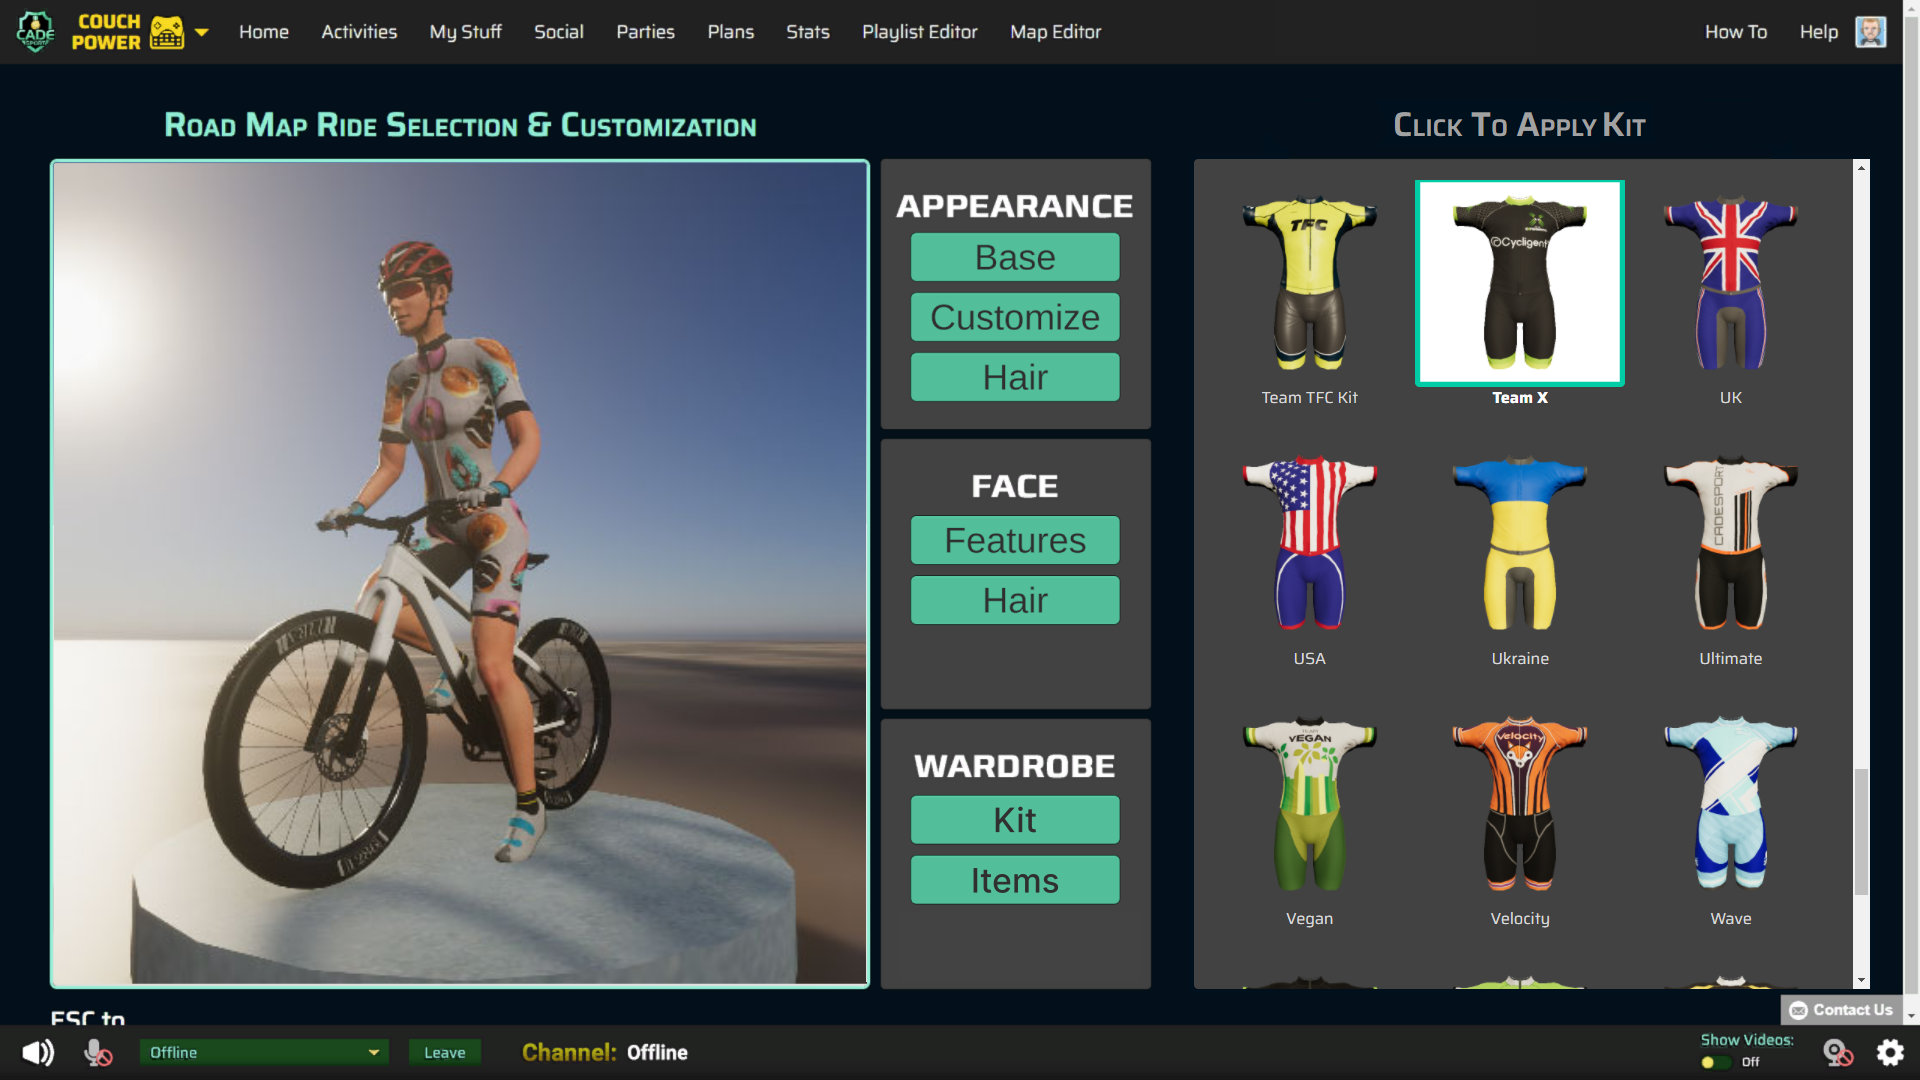 CADE
SPORTS
COUCH
POWER
Home
Activities
My Stuff
Social
Parties
Plans
Stats
Playlist Editor
Map Editor
How To
Help
Road Map Ride Selection & Customization
Click To Apply Kit
APPEARANCE
Base
Customize
Hair
FACE
Features
Hair
WARDROBE
Kit
Items
TFC
Cycligent
Team TFC Kit
Team X
UK
CADESPORT
USA
Ukraine
Ultimate
VEGAN
Velocity
Vegan
Velocity
Wave
ESC to
Contact Us
Offline
Leave
Channel: Offline
Show Videos:
Off